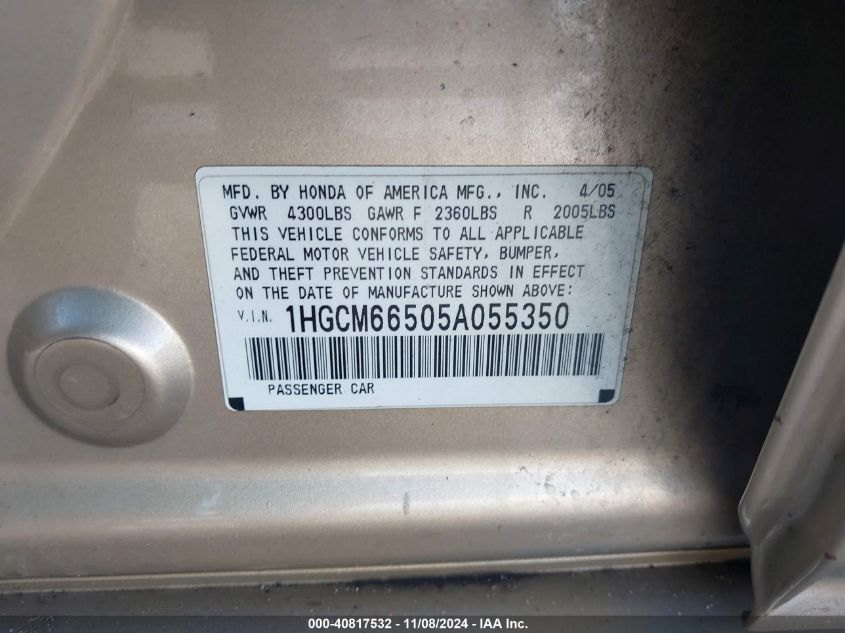 MFD. BY HONDA OF AMERICA MFG., INC. 4/05
GVWR 4300LBS GAWR F 2360LBS R 2005LBS
THIS VEHICLE CONFORMS TO ALL APPLICABLE
FEDERAL MOTOR VEHICLE SAFETY, BUMPER,
AND THEFT PREVENTION STANDARDS IN EFFECT
ON THE DATE OF MANUFACTURE SHOWN ABOVE:
V.I.N. 1HGCM66505A055350
PASSENGER CAR
000-40817532 - 11/08/2024 - IAA Inc.